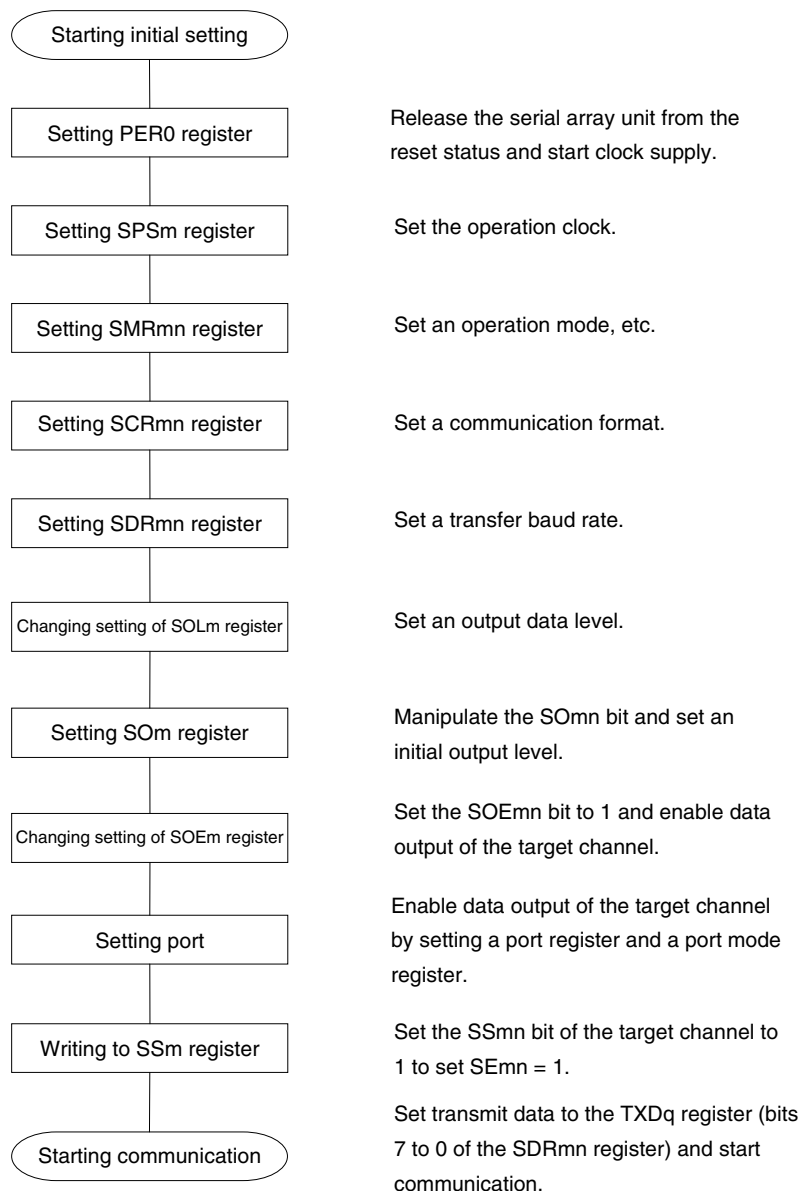 Starting initial setting
Setting PER0 register
Release the serial array unit from the
reset status and start clock supply.
Setting SPSm register
Set the operation clock.
Setting SMRmn register
Set an operation mode, etc.
Setting SCRmn register
Set a communication format.
Setting SDRmn register
Set a transfer baud rate.
Changing setting of SOLm register
Set an output data level.
Setting SOm register
Manipulate the SOmn bit and set an
initial output level.
Changing setting of SOEm register
Set the SOEmn bit to 1 and enable data
output of the target channel.
Setting port
Enable data output of the target channel
by setting a port register and a port mode
register.
Writing to SSm register
Set the SSmn bit of the target channel to
1 to set SEmn = 1.
Starting communication
Set transmit data to the TXDq register (bits
7 to 0 of the SDRmn register) and start
communication.